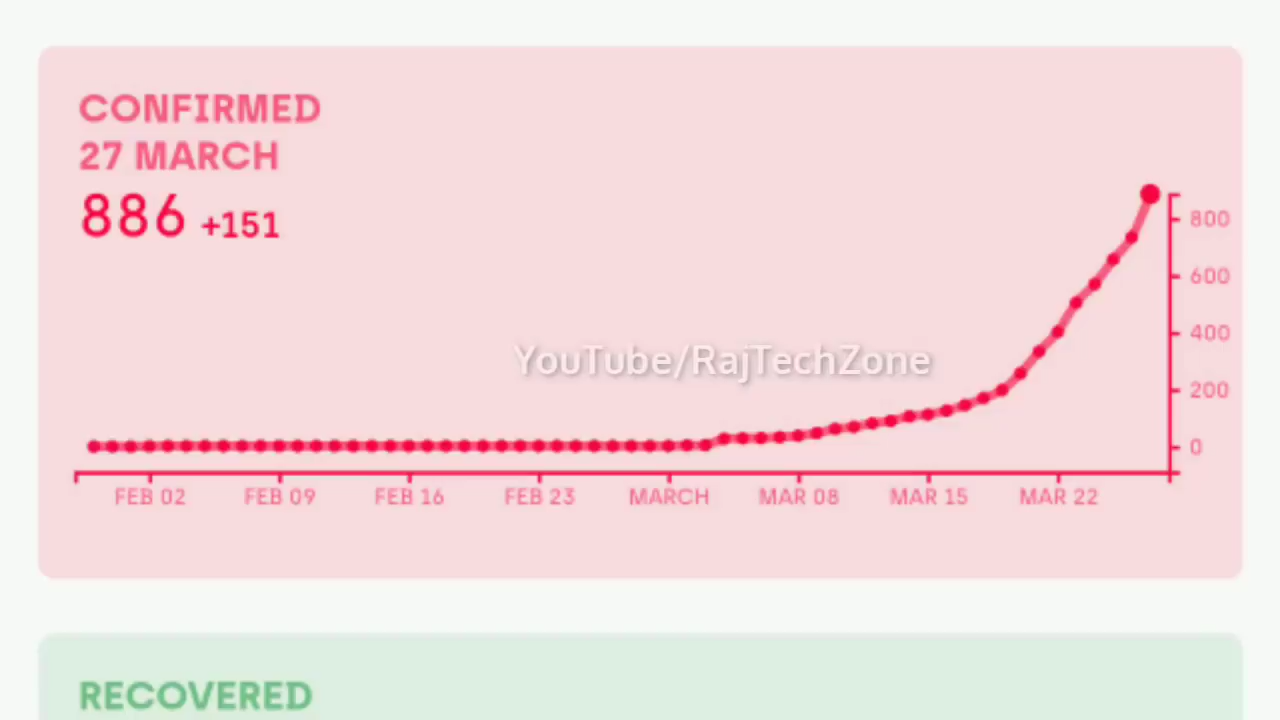 CONFIRMED
27 MARCH
886 +151
800
600
400
200
0
YouTube/RajTechZone
FEB 02 FEB 09 FEB 16 FEB 23 MARCH MAR 08 MAR 15 MAR 22
RECOVERED